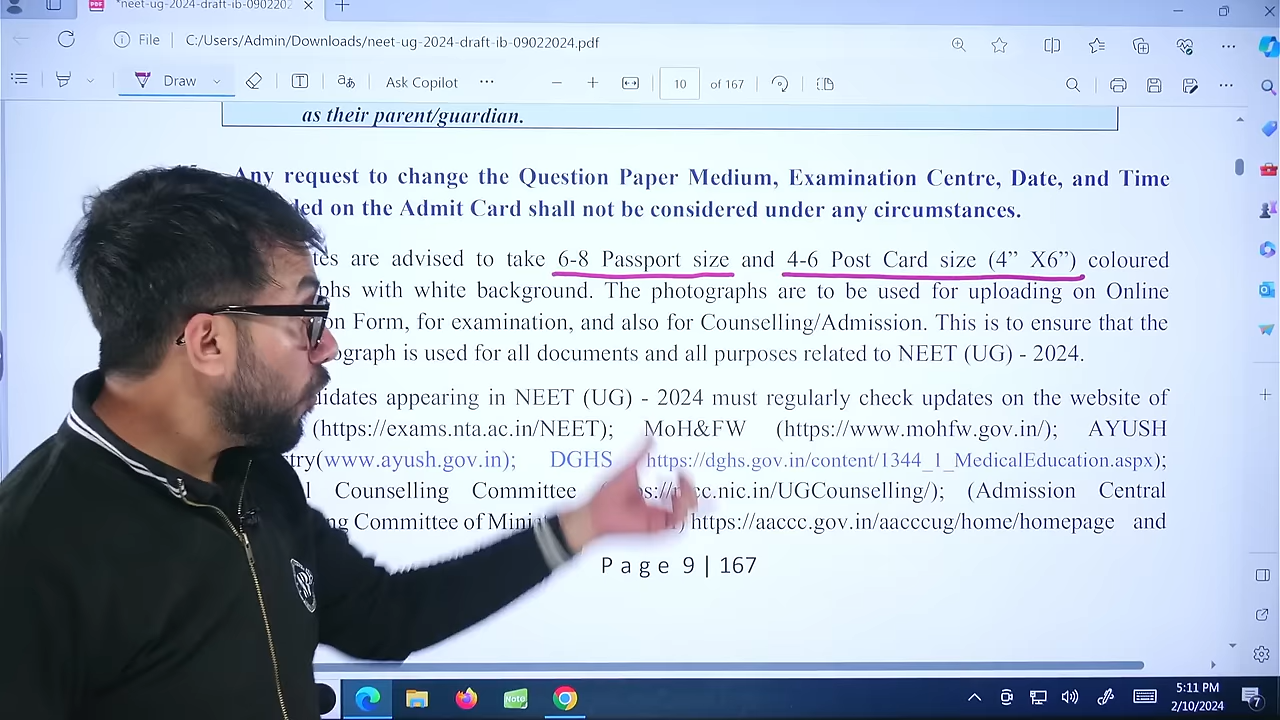 *neet-ug-2024-draft-ib-0902202
File
C:/Users/Admin/Downloads/neet-ug-2024-draft-ib-09022024.pdf
Draw
Ask Copilot
10 of 167
as their parent/guardian.
Any request to change the Question Paper Medium, Examination Centre, Date, and Time
on the Admit Card shall not be considered under any circumstances.
are advised to take 6-8 Passport size and 4-6 Post Card size (4” X6”) coloured
with white background. The photographs are to be used for uploading on Online
Form, for examination, and also for Counselling/Admission. This is to ensure that the
is used for all documents and all purposes related to NEET (UG) - 2024.
appearing in NEET (UG) - 2024 must regularly check updates on the website of
(https://exams.nta.ac.in/NEET); MoH&FW (https://www.mohfw.gov.in/); AYUSH
(www.ayush.gov.in); DGHS https://dghs.gov.in/content/1344_1_MedicalEducation.aspx);
Counselling Committee (Admission Central
Committee of https://aaccc.gov.in/aacccug/home/homepage and
Page 9 | 167
Note
5:11 PM
2/10/2024
7